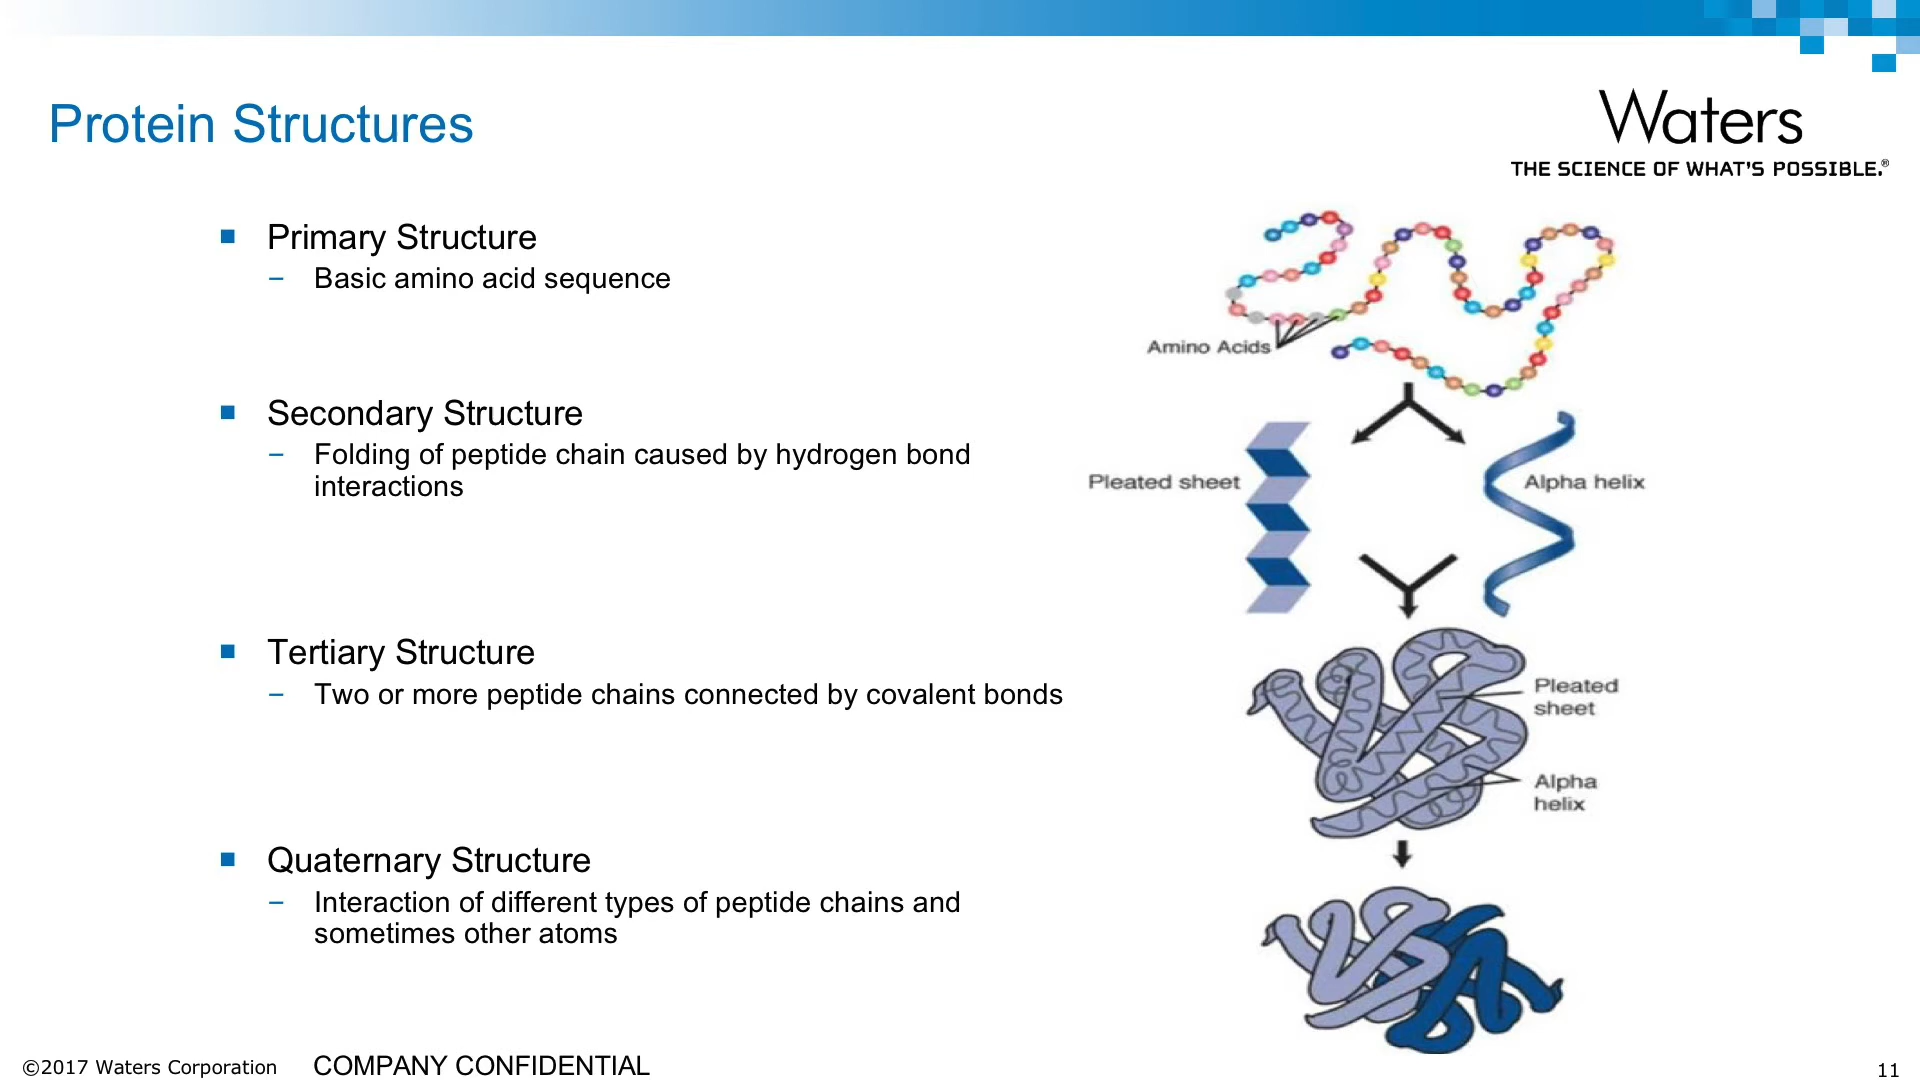 Protein Structures
Waters
THE SCIENCE OF WHAT'S POSSIBLE.®
Primary Structure
– Basic amino acid sequence
Amino Acids
Secondary Structure
– Folding of peptide chain caused by hydrogen bond
interactions
Pleated sheet
Alpha helix
Tertiary Structure
– Two or more peptide chains connected by covalent bonds
Pleated
sheet
Alpha
helix
Quaternary Structure
– Interaction of different types of peptide chains and
sometimes other atoms
©2017 Waters Corporation
COMPANY CONFIDENTIAL
11